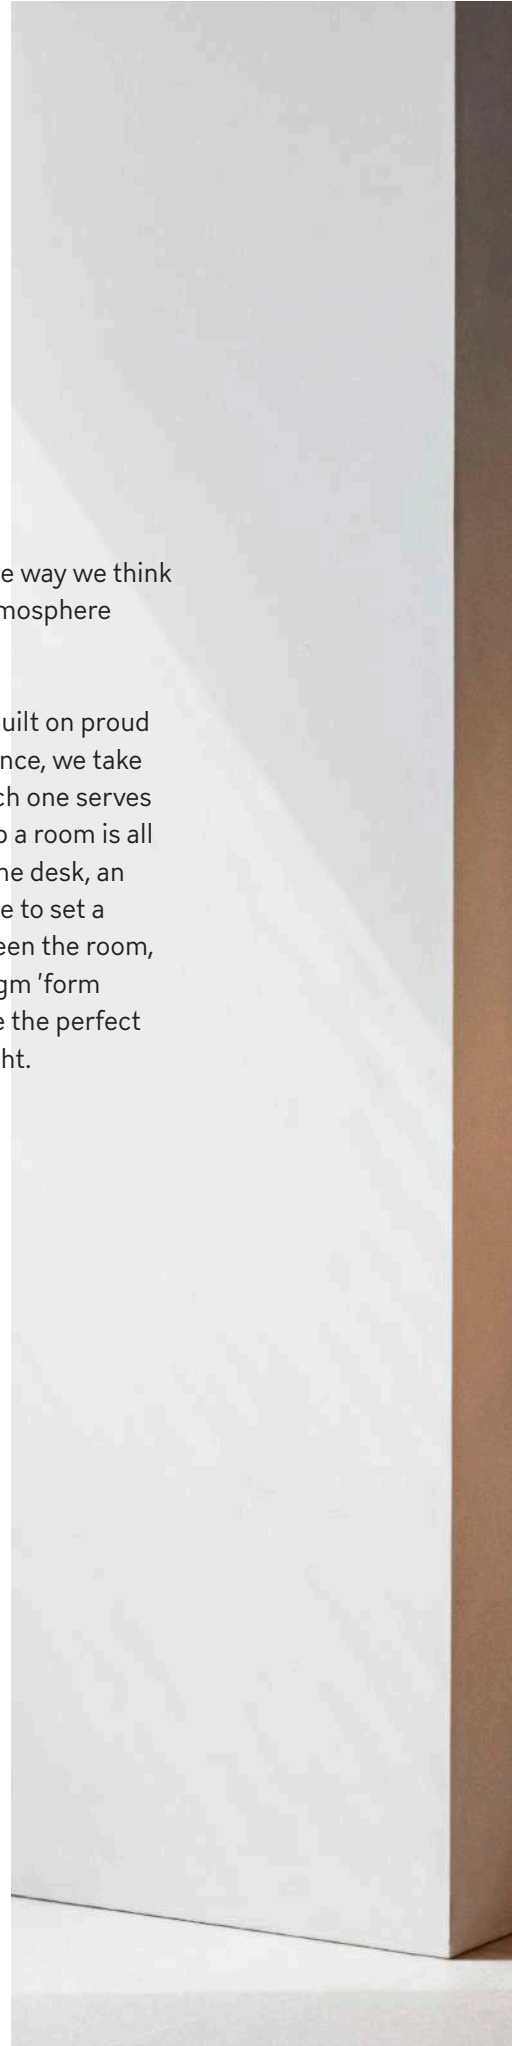 e way we think
mosphere
uilt on proud
nce, we take
ch one serves
o a room is all
ne desk, an
e to set a
een the room,
gm 'form
e the perfect
ht.